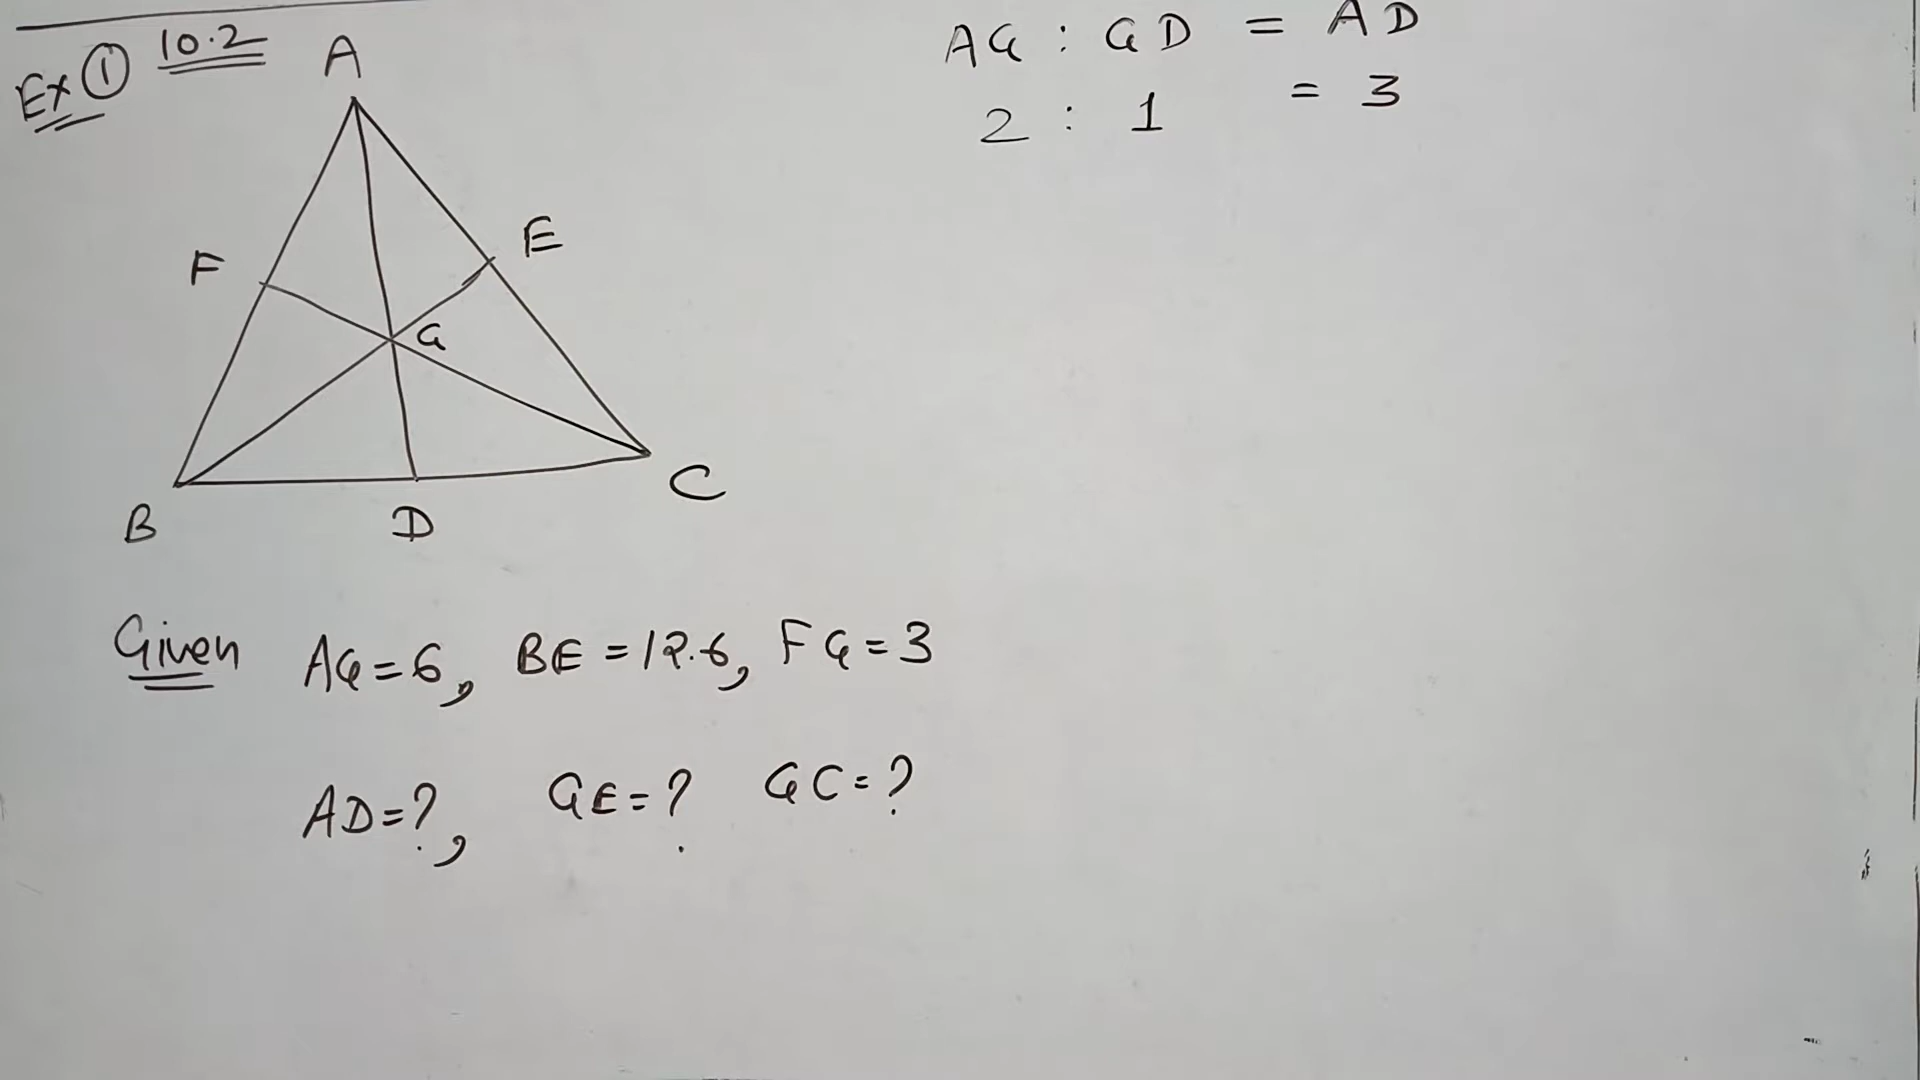 Ex ① 10.2
A
F
E
G
B
D
C
AG : GD = AD
2 : 1 = 3
Given AG=6, BE=12.6, FG=3
AD=?, GE=? GC=?